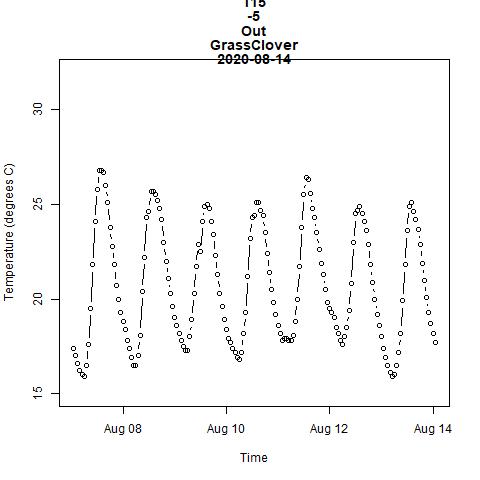 T15
-5
Out
GrassClover
2020-08-14
Temperature (degrees C)
30
25
20
15
Aug 08 Aug 10 Aug 12 Aug 14
Time